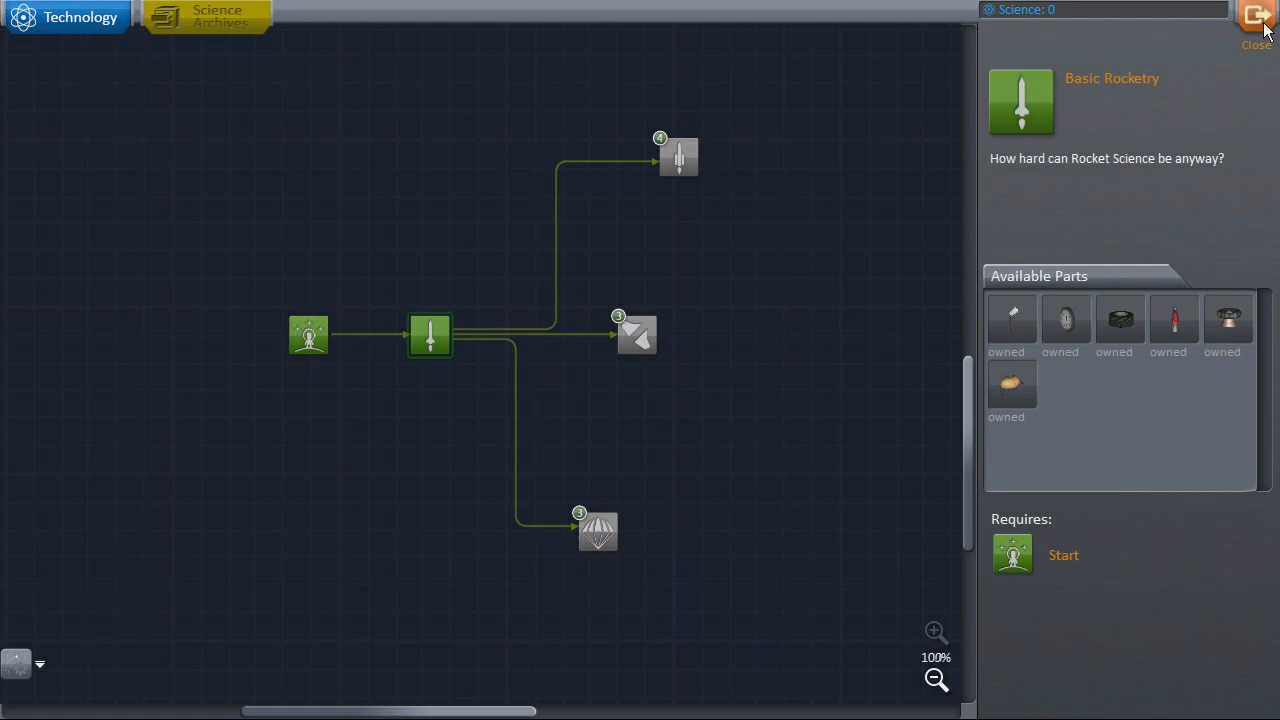 Technology
Science
Archives
Science: 0
Close
Basic Rocketry
How hard can Rocket Science be anyway?
4
3
3
Available Parts
owned owned owned owned owned
owned
Requires:
Start
100%